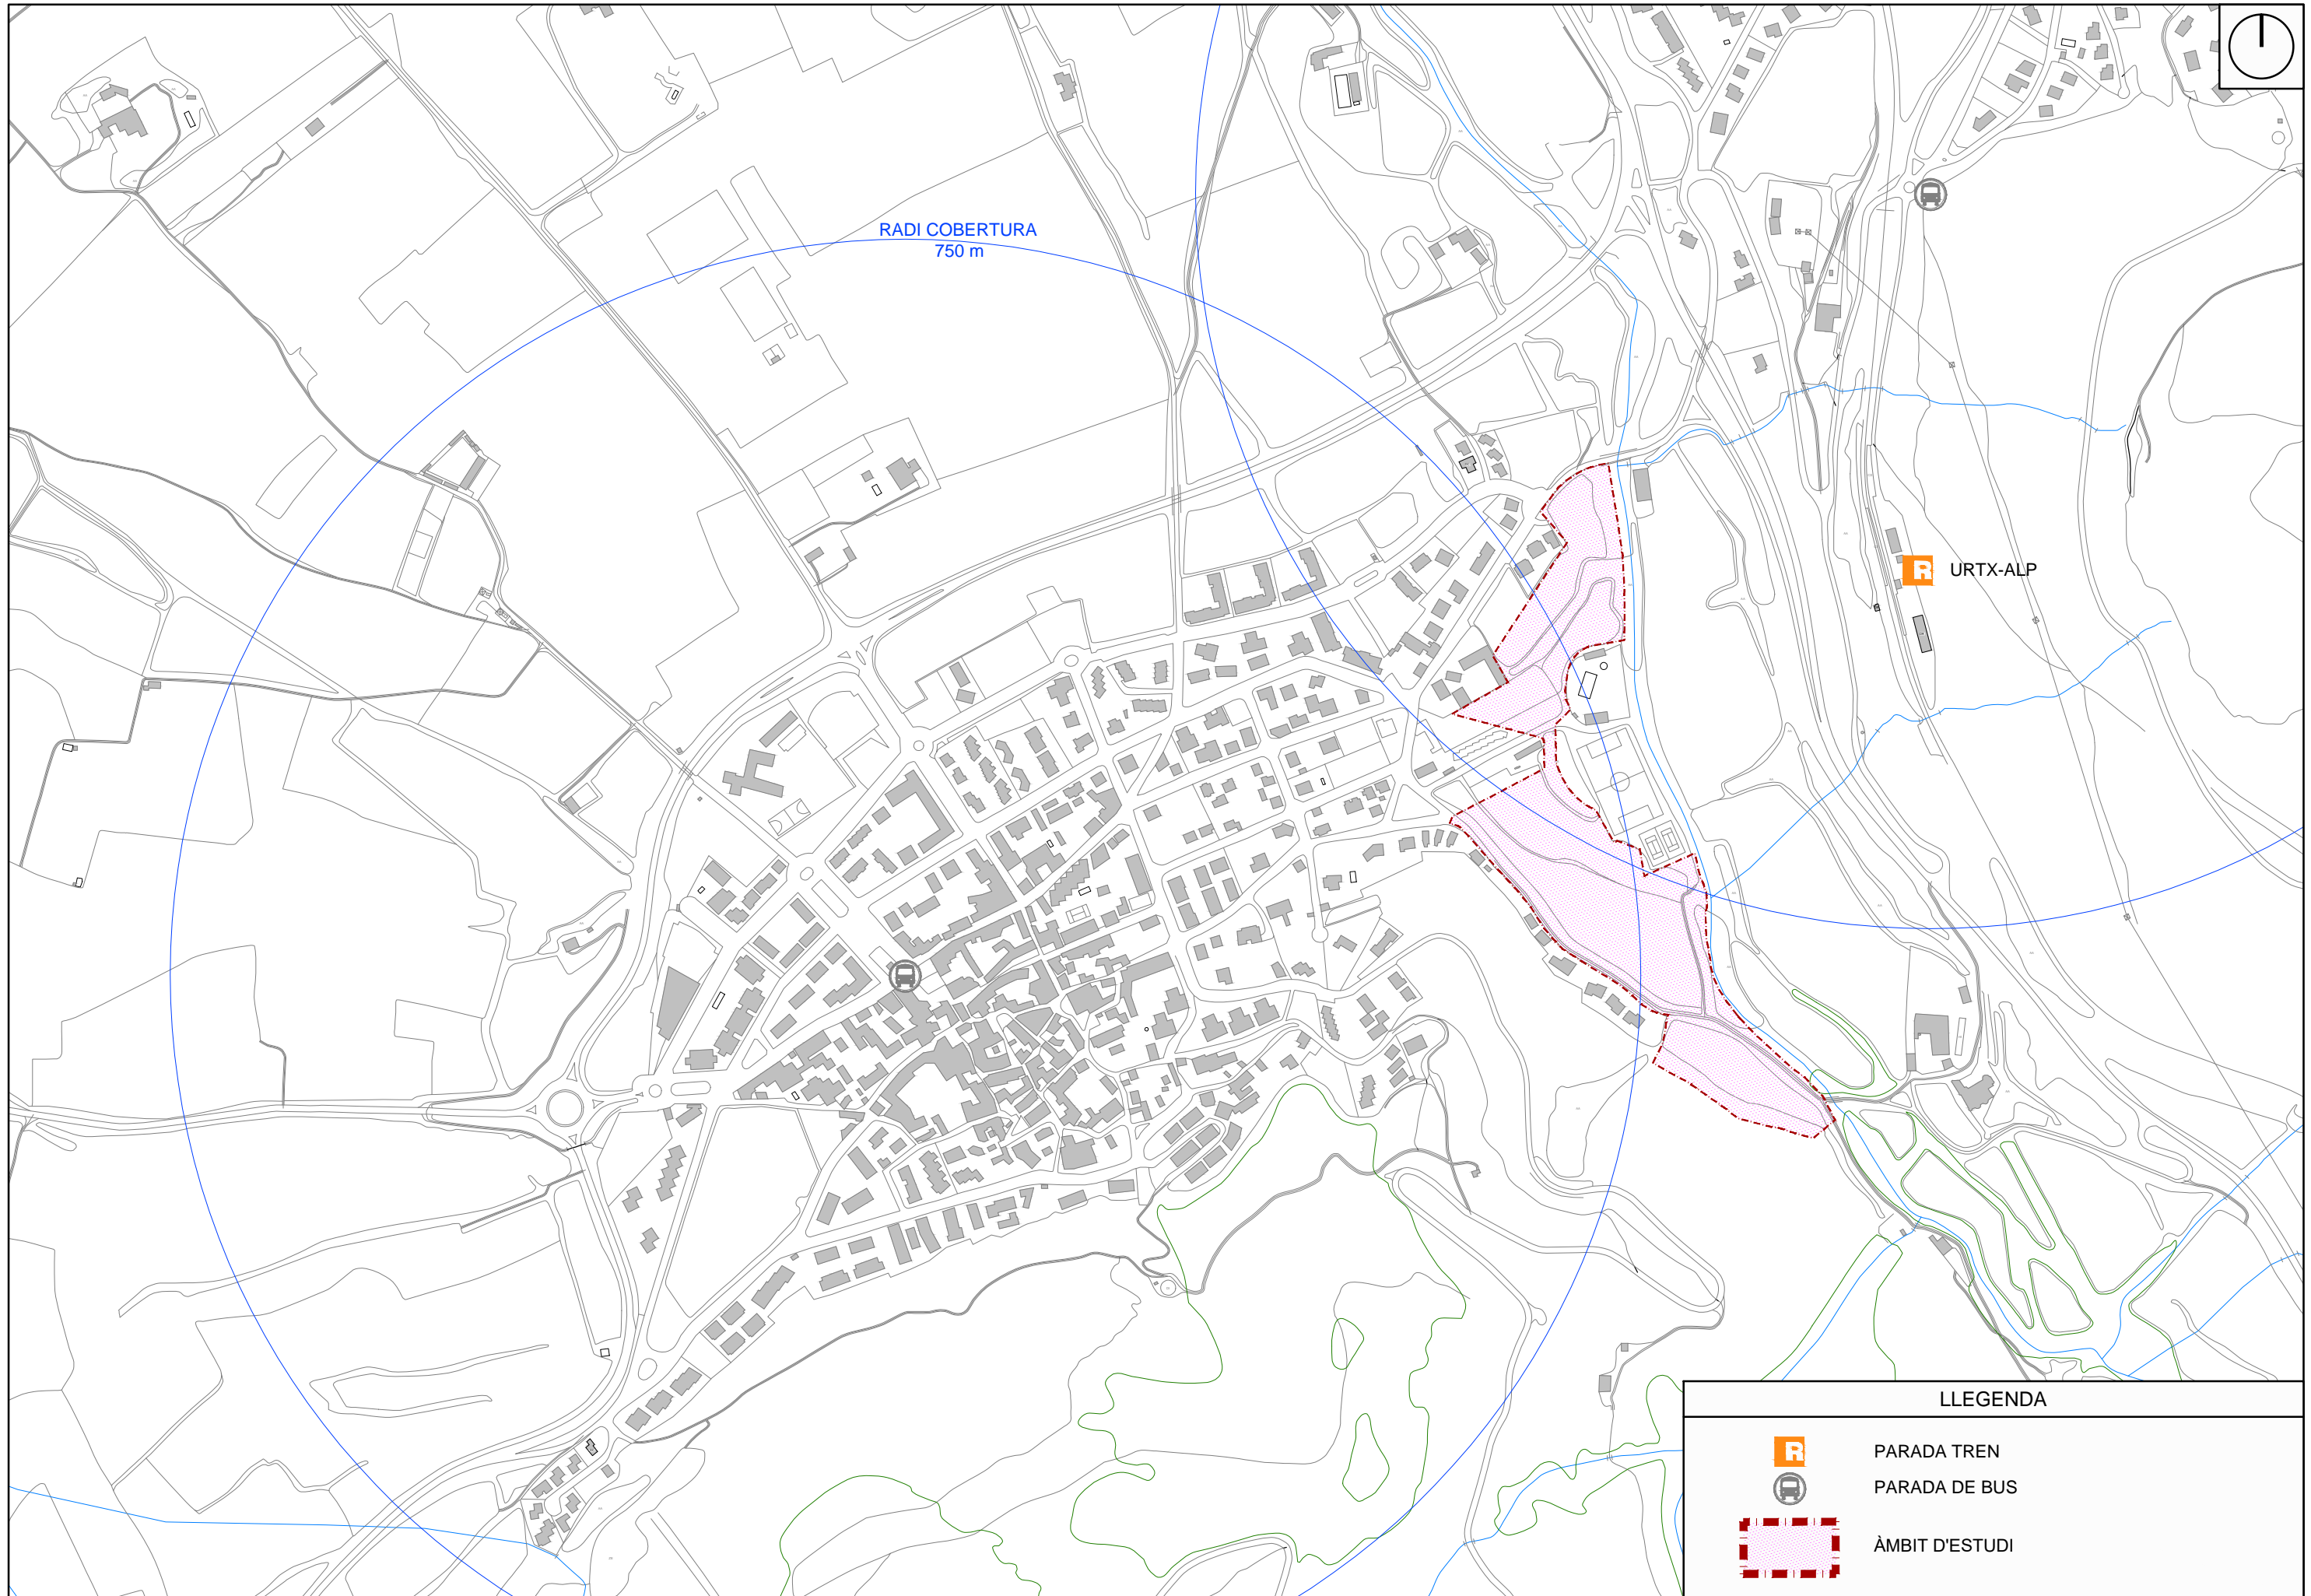 RADI COBERTURA
750 m
R URTX-ALP
LLEGENDA
R PARADA TREN
PARADA DE BUS
ÀMBIT D'ESTUDI